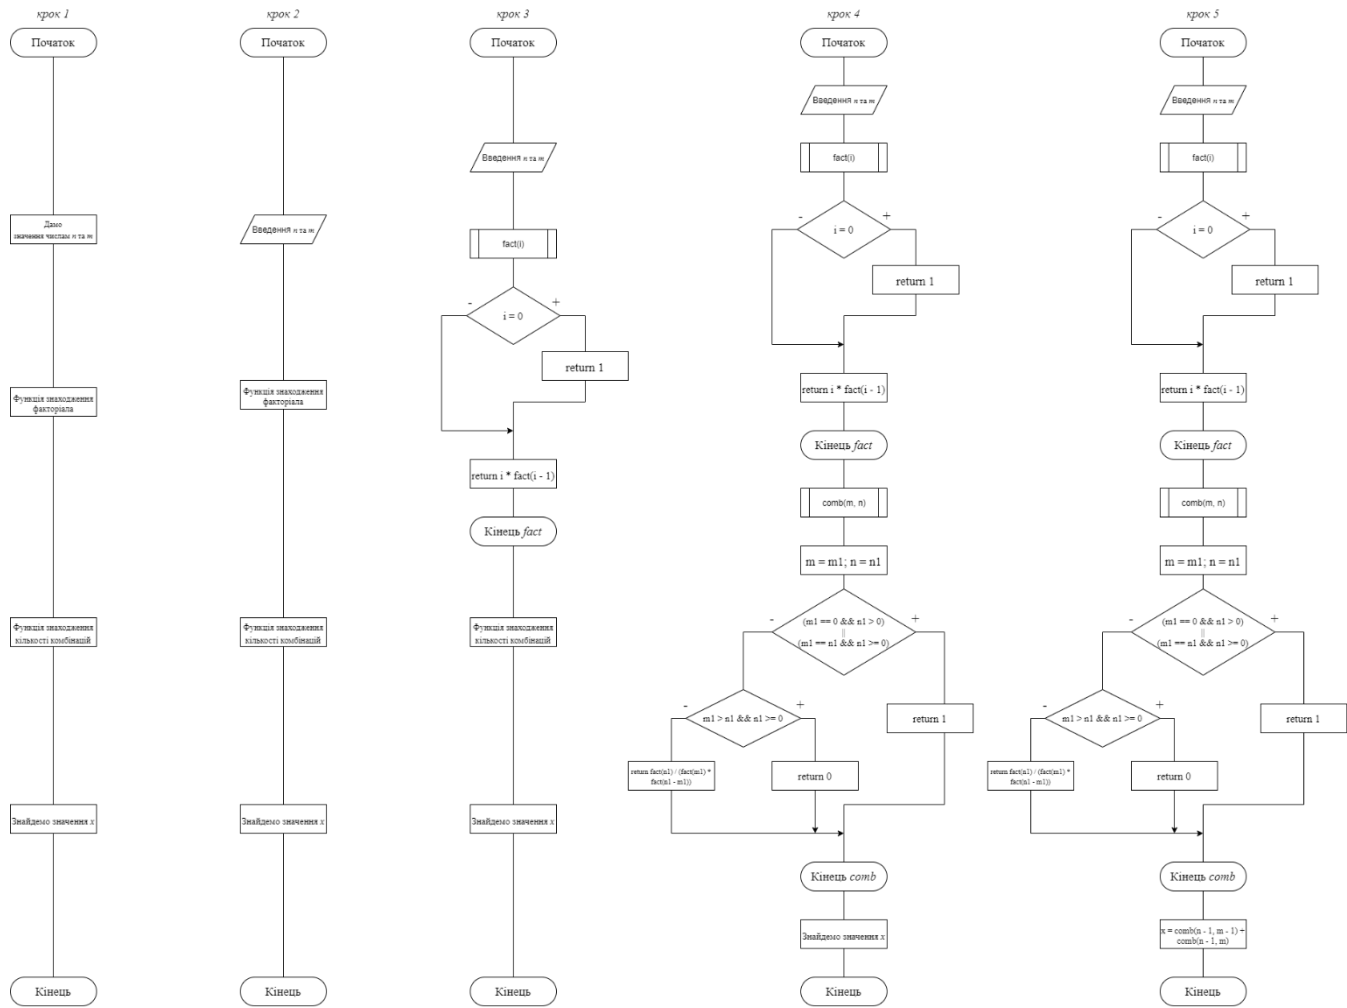 крок 1
Початок
Дамо
значення числам n та m
Функція знаходження
факторіала
Функція знаходження
кількості комбінацій
Знайдемо значення x
Кінець
крок 2
Початок
Введення n та m
Функція знаходження
факторіала
Функція знаходження
кількості комбінацій
Знайдемо значення x
Кінець
крок 3
Початок
Введення n та m
fact(i)
-
+
i = 0
return 1
return i * fact(i - 1)
Кінець fact
Функція знаходження
кількості комбінацій
Знайдемо значення x
Кінець
крок 4
Початок
Введення n та m
fact(i)
-
+
i = 0
return 1
return i * fact(i - 1)
Кінець fact
comb(m, n)
m = m1; n = n1
-
+
(m1 == 0 && n1 > 0)
||
(m1 == n1 && n1 >= 0)
-
+
m1 > n1 && n1 >= 0
return 1
return fact(n1) / (fact(m1) *
fact(n1 - m1))
return 0
Кінець comb
Знайдемо значення x
Кінець
крок 5
Початок
Введення n та m
fact(i)
-
+
i = 0
return 1
return i * fact(i - 1)
Кінець fact
comb(m, n)
m = m1; n = n1
-
+
(m1 == 0 && n1 > 0)
||
(m1 == n1 && n1 >= 0)
-
+
m1 > n1 && n1 >= 0
return 1
return fact(n1) / (fact(m1) *
fact(n1 - m1))
return 0
Кінець comb
x = comb(n - 1, m - 1) +
comb(n - 1, m)
Кінець